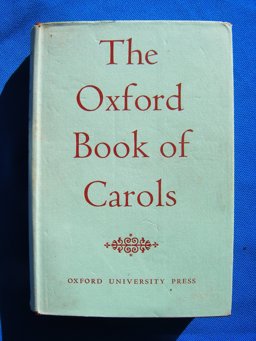 The
Oxford
Book of
Carols
OXFORD UNIVERSITY PRESS